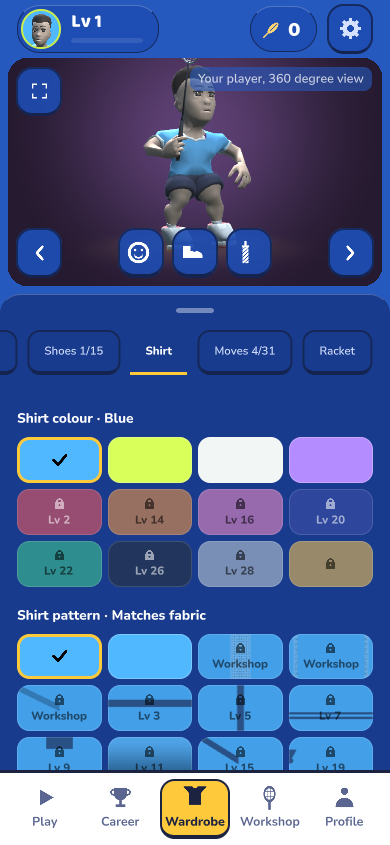 Lv 1
0
Your player, 360 degree view
Shoes 1/15
Shirt
Moves 4/31
Racket
Shirt colour · Blue
Lv 2
Lv 14
Lv 16
Lv 20
Lv 22
Lv 26
Lv 28
Shirt pattern · Matches fabric
Workshop
Workshop
Workshop
Lv 3
Lv 5
Lv 7
Lv 9
Lv 11
Lv 15
Lv 19
Play
Career
Wardrobe
Workshop
Profile